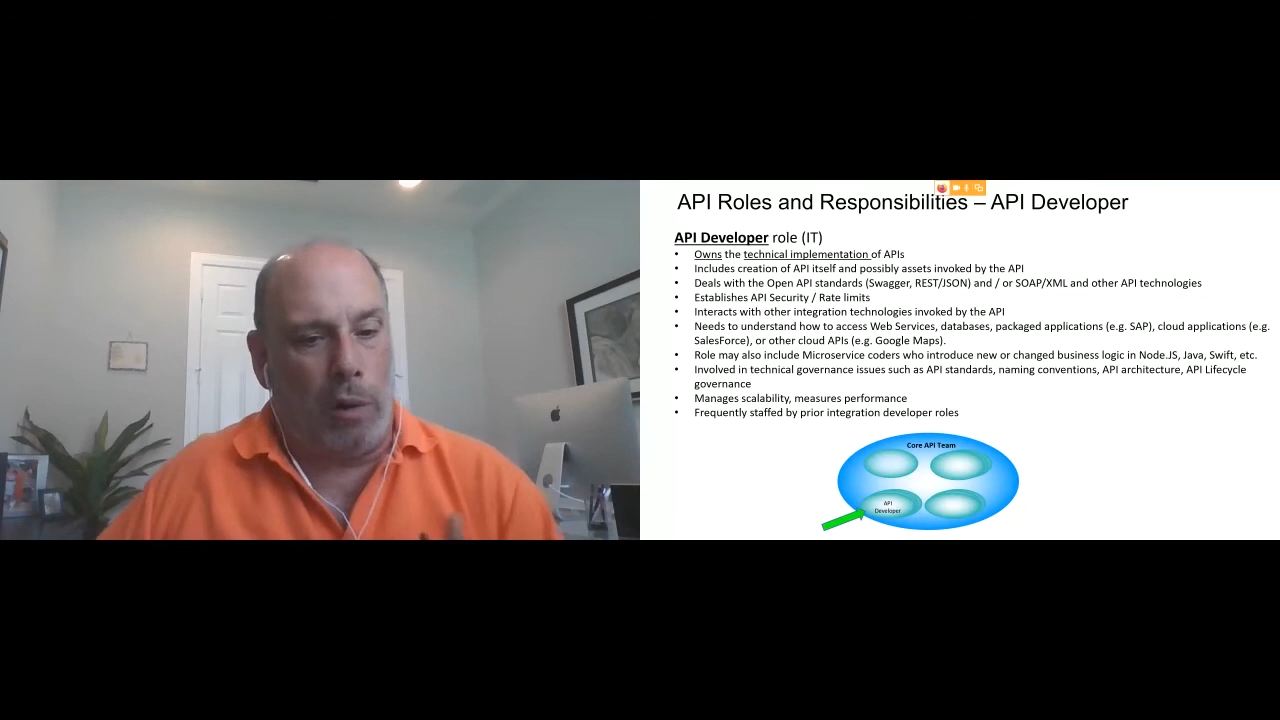 API Roles and Responsibilities – API Developer
API Developer role (IT)
• Owns the technical implementation of APIs
• Includes creation of API itself and possibly assets invoked by the API
• Deals with the Open API standards (Swagger, REST/JSON) and / or SOAP/XML and other API technologies
• Establishes API Security / Rate limits
• Interacts with other integration technologies invoked by the API
• Needs to understand how to access Web Services, databases, packaged applications (e.g. SAP), cloud applications (e.g.
SalesForce), or other cloud APIs (e.g. Google Maps).
• Role may also include Microservice coders who introduce new or changed business logic in Node.JS, Java, Swift, etc.
• Involved in technical governance issues such as API standards, naming conventions, API architecture, API Lifecycle
governance
• Manages scalability, measures performance
• Frequently staffed by prior integration developer roles
Core API Team
API
Developer